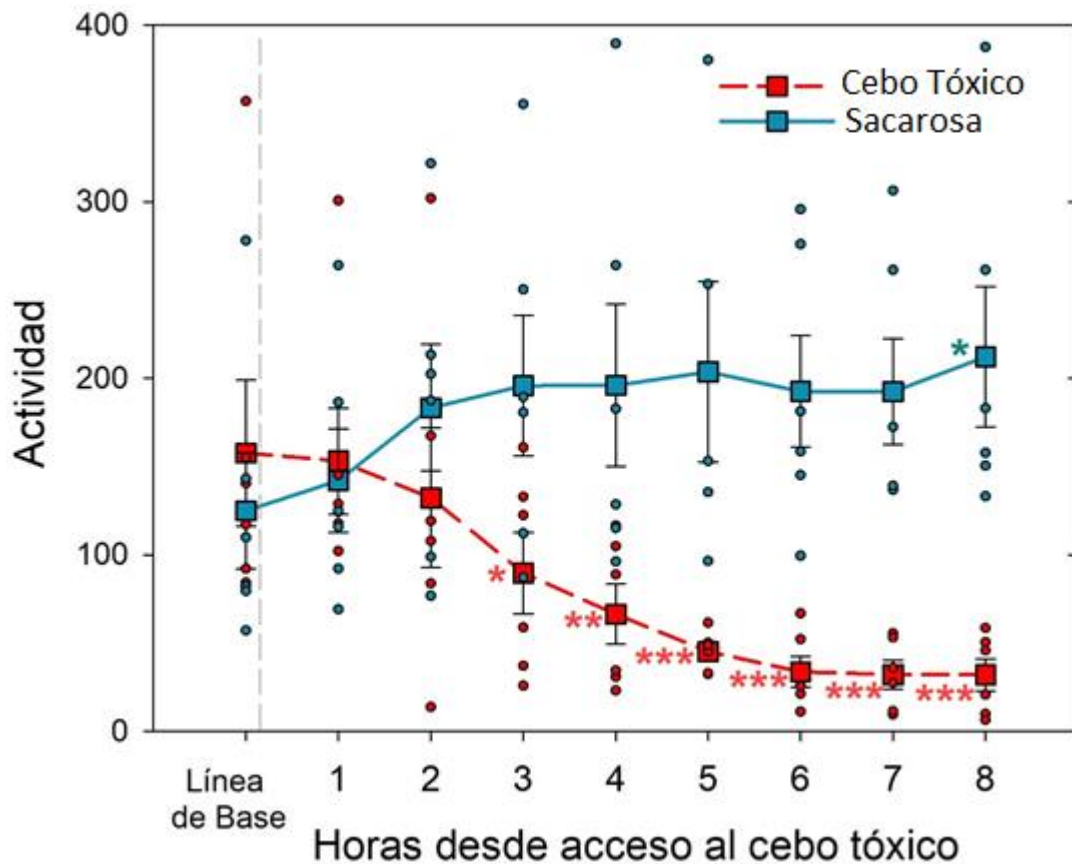 400
300
200
100
0
Actividad
Cebo Tóxico
Sacarosa
*
*
**
***
***
***
***
Línea
de Base
1 2 3 4 5 6 7 8
Horas desde acceso al cebo tóxico